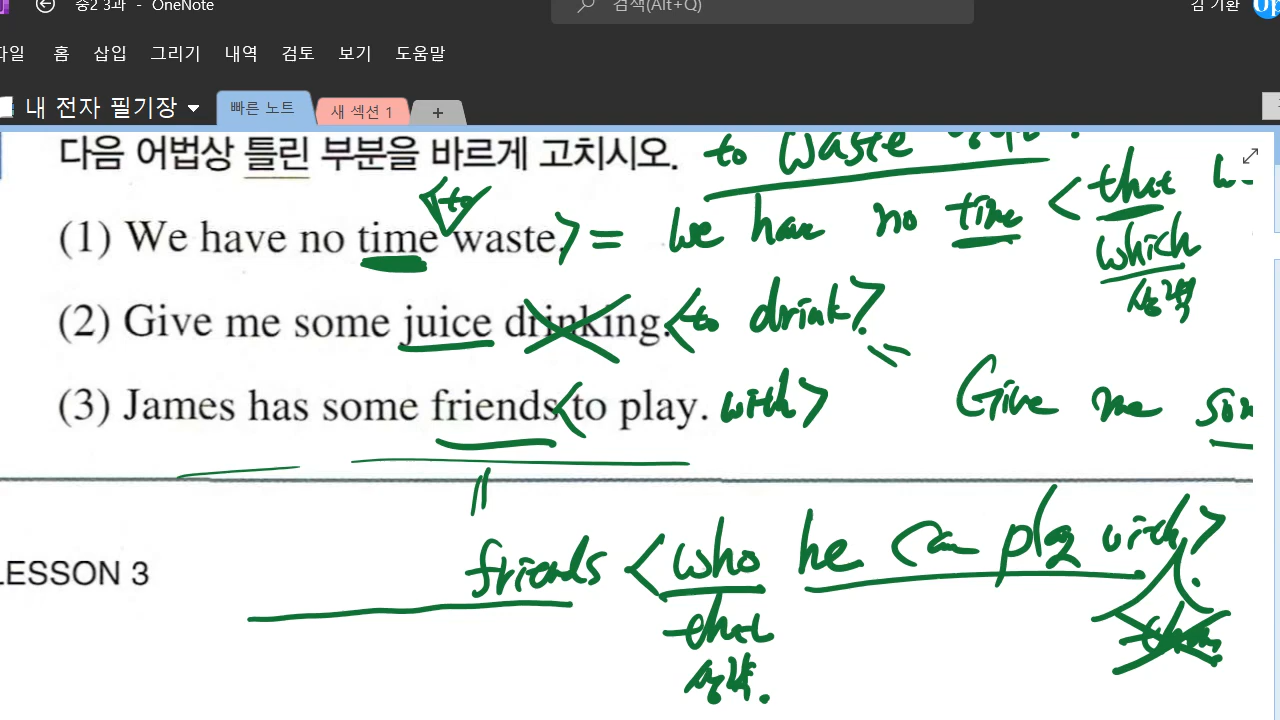 중2 3과 - OneNote
검색(Alt+Q)
김 기환
파일 홈 삽입 그리기 내역 검토 보기 도움말
내 전자 필기장 빠른 노트 새 섹션 1 +
다음 어법상 틀린 부분을 바르게 고치시오. to waste
<to
(1) We have no time waste. > = We have no time < that
which
생략
(2) Give me some juice drinking. <to drink>.
(3) James has some friends < to play. with> Give me som
friends < who he can play with>.
LESSON 3
that them
생략.